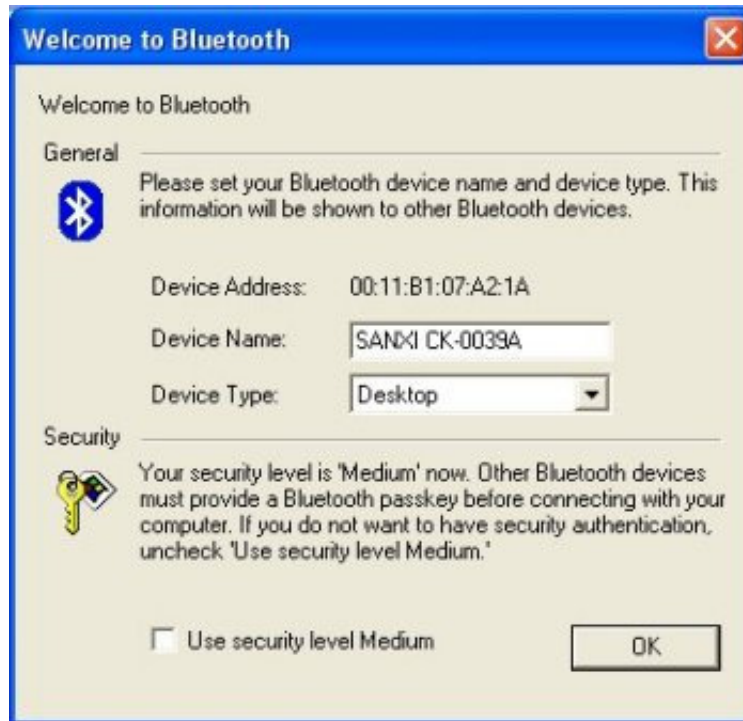 Welcome to Bluetooth
Welcome to Bluetooth
General
Please set your Bluetooth device name and device type. This
information will be shown to other Bluetooth devices.
Device Address: 00:11:B1:07:A2:1A
Device Name: SANXI CK-0039A
Device Type: Desktop
Security
Your security level is 'Medium' now. Other Bluetooth devices
must provide a Bluetooth passkey before connecting with your
computer. If you do not want to have security authentication,
uncheck 'Use security level Medium.'
Use security level Medium
OK